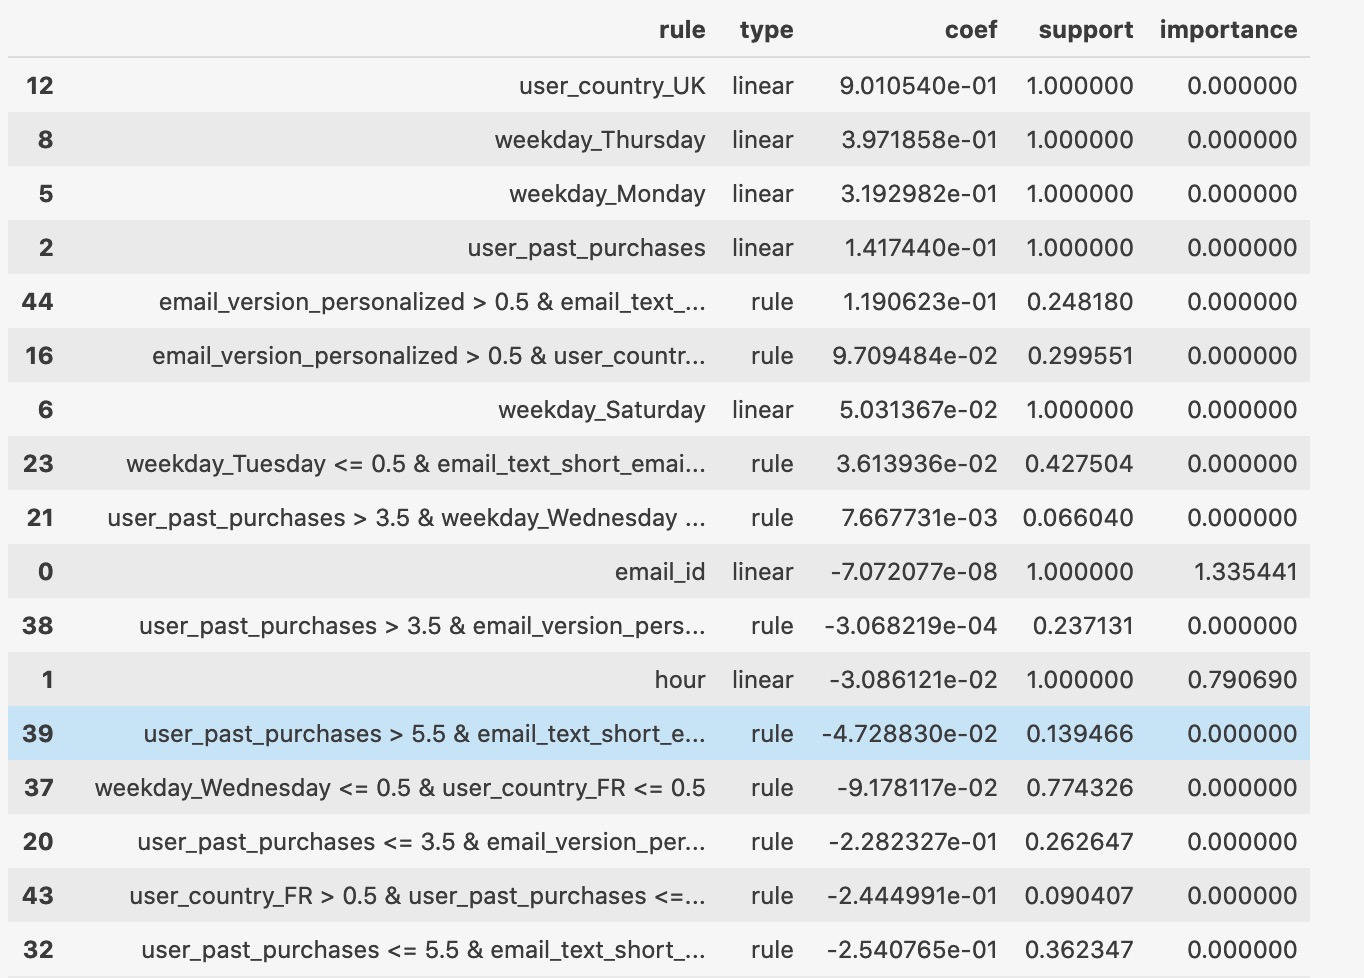 rule type coef support importance
12 user_country_UK linear 9.010540e-01 1.000000 0.000000
8 weekday_Thursday linear 3.971858e-01 1.000000 0.000000
5 weekday_Monday linear 3.192982e-01 1.000000 0.000000
2 user_past_purchases linear 1.417440e-01 1.000000 0.000000
44 email_version_personalized > 0.5 & email_text_... rule 1.190623e-01 0.248180 0.000000
16 email_version_personalized > 0.5 & user_countr... rule 9.709484e-02 0.299551 0.000000
6 weekday_Saturday linear 5.031367e-02 1.000000 0.000000
23 weekday_Tuesday <= 0.5 & email_text_short_emai... rule 3.613936e-02 0.427504 0.000000
21 user_past_purchases > 3.5 & weekday_Wednesday ... rule 7.667731e-03 0.066040 0.000000
0 email_id linear -7.072077e-08 1.000000 1.335441
38 user_past_purchases > 3.5 & email_version_pers... rule -3.068219e-04 0.237131 0.000000
1 hour linear -3.086121e-02 1.000000 0.790690
39 user_past_purchases > 5.5 & email_text_short_e... rule -4.728830e-02 0.139466 0.000000
37 weekday_Wednesday <= 0.5 & user_country_FR <= 0.5 rule -9.178117e-02 0.774326 0.000000
20 user_past_purchases <= 3.5 & email_version_per... rule -2.282327e-01 0.262647 0.000000
43 user_country_FR > 0.5 & user_past_purchases <=... rule -2.444991e-01 0.090407 0.000000
32 user_past_purchases <= 5.5 & email_text_short_... rule -2.540765e-01 0.362347 0.000000